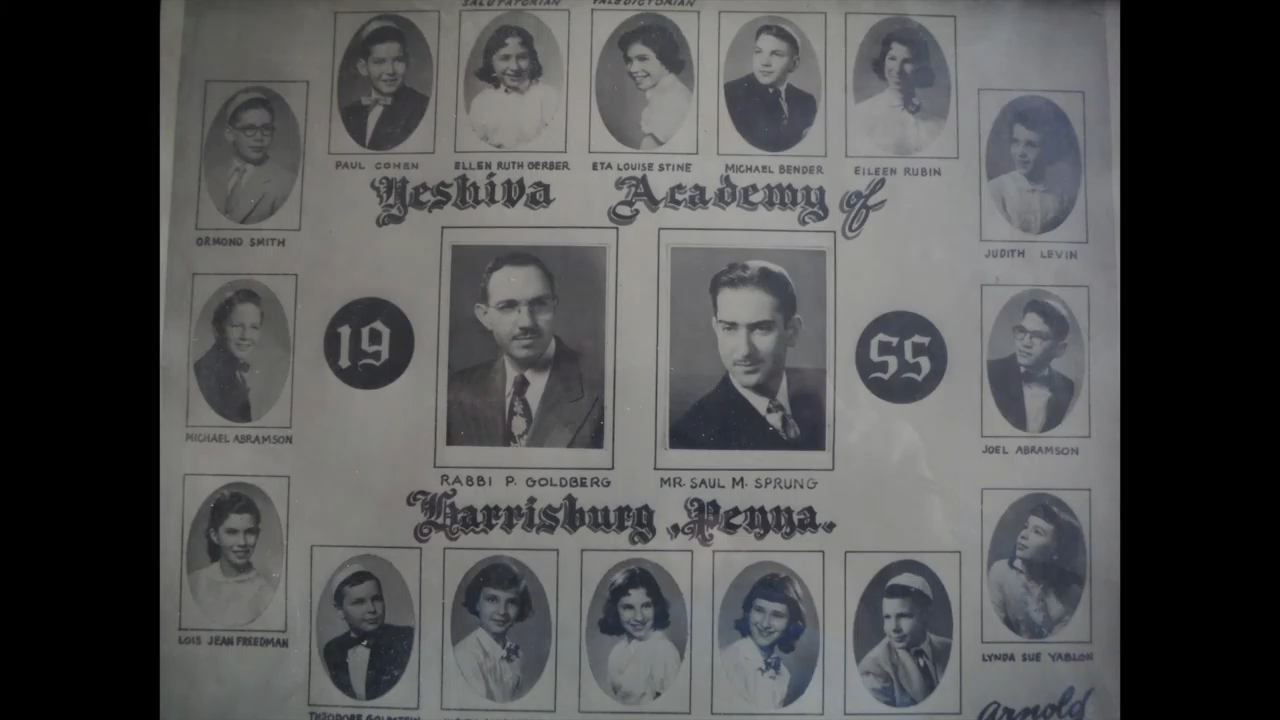 SALUTATORIAN VALEDICTORIAN
PAUL COHEN ELLEN RUTH GERBER ETA LOUISE STINE MICHAEL BENDER EILEEN RUBIN
Yeshiva Academy of
ORMOND SMITH JUDITH LEVIN
19 55
MICHAEL ABRAMSON JOEL ABRAMSON
RABBI P. GOLDBERG MR. SAUL M. SPRUNG
Harrisburg, Penna.
LOIS JEAN FREEDMAN LYNDA SUE YABLON
THEODORE GOLDSTEIN
Arnold